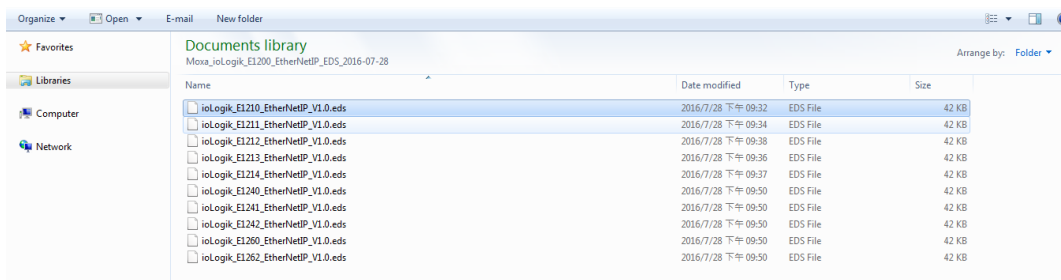 Organize Open E-mail New folder
Favorites
Libraries
Computer
Network
Documents library
Moxa_ioLogik_E1200_EtherNetIP_EDS_2016-07-28
Arrange by: Folder
Name Date modified Type Size
ioLogik_E1210_EtherNetIP_V1.0.eds 2016/7/28 下午 09:32 EDS File 42 KB
ioLogik_E1211_EtherNetIP_V1.0.eds 2016/7/28 下午 09:34 EDS File 42 KB
ioLogik_E1212_EtherNetIP_V1.0.eds 2016/7/28 下午 09:38 EDS File 42 KB
ioLogik_E1213_EtherNetIP_V1.0.eds 2016/7/28 下午 09:36 EDS File 42 KB
ioLogik_E1214_EtherNetIP_V1.0.eds 2016/7/28 下午 09:37 EDS File 42 KB
ioLogik_E1240_EtherNetIP_V1.0.eds 2016/7/28 下午 09:50 EDS File 42 KB
ioLogik_E1241_EtherNetIP_V1.0.eds 2016/7/28 下午 09:50 EDS File 42 KB
ioLogik_E1242_EtherNetIP_V1.0.eds 2016/7/28 下午 09:50 EDS File 42 KB
ioLogik_E1260_EtherNetIP_V1.0.eds 2016/7/28 下午 09:50 EDS File 42 KB
ioLogik_E1262_EtherNetIP_V1.0.eds 2016/7/28 下午 09:50 EDS File 42 KB